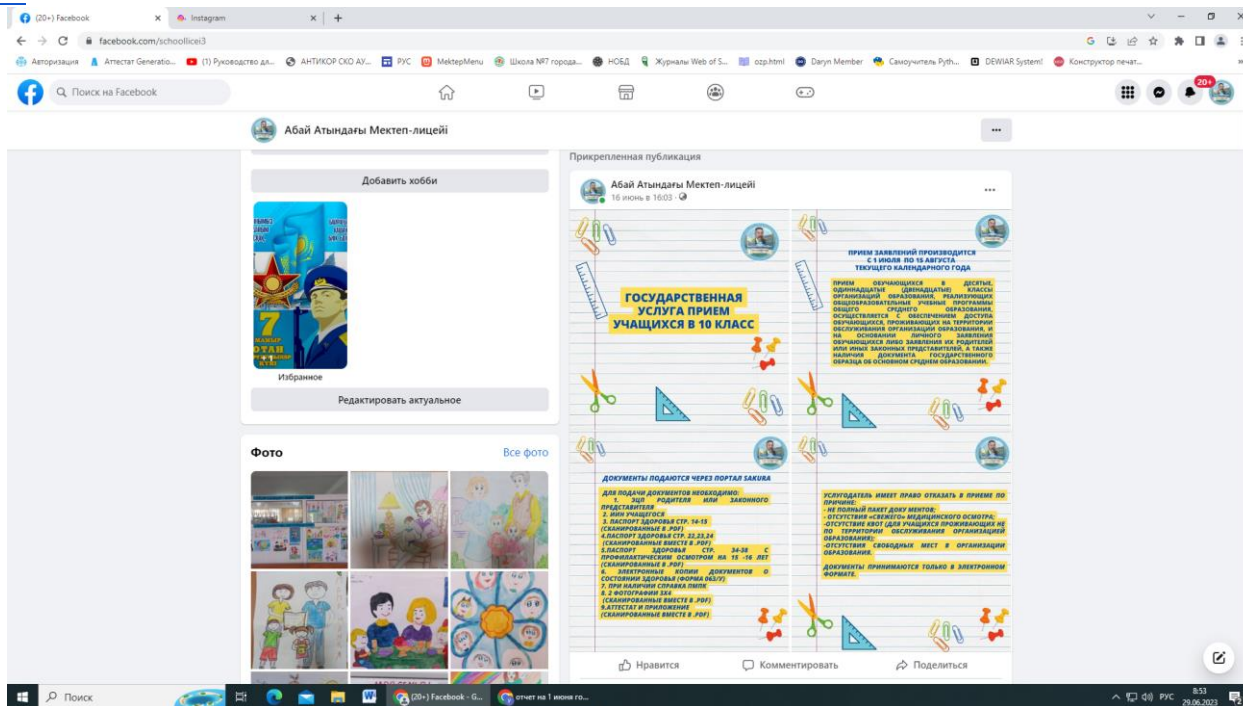 (20+) Facebook
Instagram
facebook.com/schoollicei3
Авторизация
Аттестат Generatio...
(1) Руководство дл...
АНТИКОР СКО АУ...
РУС
MektepMenu
Школа №7 города...
НОБД
Журналы Web of S...
ozp.html
Daryn Member
Самоучитель Pyth...
DEWIAR System!
Конструктор печат...
Поиск на Facebook
20+
Абай Атындағы Мектеп-лицейі
Добавить хобби
7
МАМЫР
ОТАН
Избранное
Редактировать актуальное
Фото
Все фото
Прикрепленная публикация
Абай Атындағы Мектеп-лицейі
16 июнь в 16:03
ГОСУДАРСТВЕННАЯ
УСЛУГА ПРИЕМ
УЧАЩИХСЯ В 10 КЛАСС
ПРИЕМ ЗАЯВЛЕНИЙ ПРОИЗВОДИТСЯ
С 1 ИЮЛЯ ПО 15 АВГУСТА
ТЕКУЩЕГО КАЛЕНДАРНОГО ГОДА
ПРИЕМ ОБУЧАЮЩИХСЯ В ДЕСЯТЫЕ,
ОДИННАДЦАТЫЕ (ДВЕНАДЦАТЫЕ) КЛАССЫ
ОРГАНИЗАЦИЙ ОБРАЗОВАНИЯ, РЕАЛИЗУЮЩИХ
ОБЩЕОБРАЗОВАТЕЛЬНЫЕ УЧЕБНЫЕ ПРОГРАММЫ
ОБЩЕГО СРЕДНЕГО ОБРАЗОВАНИЯ,
ОСУЩЕСТВЛЯЕТСЯ С ОБЕСПЕЧЕНИЕМ ДОСТУПА
ОБУЧАЮЩИХСЯ, ПРОЖИВАЮЩИХ НА ТЕРРИТОРИИ
ОБСЛУЖИВАНИЯ ОРГАНИЗАЦИИ ОБРАЗОВАНИЯ, И
НА ОСНОВАНИИ ЛИЧНОГО ЗАЯВЛЕНИЯ
ОБУЧАЮЩИХСЯ ЛИБО ЗАЯВЛЕНИЯ ИХ РОДИТЕЛЕЙ
ИЛИ ИНЫХ ЗАКОННЫХ ПРЕДСТАВИТЕЛЕЙ, А ТАКЖЕ
НАЛИЧИЯ ДОКУМЕНТА ГОСУДАРСТВЕННОГО
ОБРАЗЦА ОБ ОСНОВНОМ СРЕДНЕМ ОБРАЗОВАНИИ.
ДОКУМЕНТЫ ПОДАЮТСЯ ЧЕРЕЗ ПОРТАЛ SAKURA
ДЛЯ ПОДАЧИ ДОКУМЕНТОВ НЕОБХОДИМО:
1. ЭЦП РОДИТЕЛЯ ИЛИ ЗАКОННОГО
ПРЕДСТАВИТЕЛЯ
2. ИИН УЧАЩЕГОСЯ
3. ПАСПОРТ ЗДОРОВЬЯ СТР. 14-15
(СКАНИРОВАННЫЕ В .PDF)
4.ПАСПОРТ ЗДОРОВЬЯ СТР. 22,23,24
(СКАНИРОВАННЫЕ ВМЕСТЕ В .PDF)
5.ПАСПОРТ ЗДОРОВЬЯ СТР. 34-38 С
ПРОФИЛАКТИЧЕСКИМ ОСМОТРОМ НА 15 -16 ЛЕТ
(СКАНИРОВАННЫЕ В .PDF)
6. ЭЛЕКТРОННЫЕ КОПИИ ДОКУМЕНТОВ О
СОСТОЯНИИ ЗДОРОВЬЯ (ФОРМА 063/У)
7. ПРИ НАЛИЧИИ СПРАВКА ПМПК
8. 2 ФОТОГРАФИИ 3Х4
(СКАНИРОВАННЫЕ ВМЕСТЕ В .PDF)
9.АТТЕСТАТ И ПРИЛОЖЕНИЕ
(СКАНИРОВАННЫЕ ВМЕСТЕ В .PDF)
УСЛУГОДАТЕЛЬ ИМЕЕТ ПРАВО ОТКАЗАТЬ В ПРИЕМЕ ПО
ПРИЧИНЕ:
- НЕ ПОЛНЫЙ ПАКЕТ ДОКУ МЕНТОВ;
- ОТСУТСТВИЯ «СВЕЖЕГО» МЕДИЦИНСКОГО ОСМОТРА;
-ОТСУТСТВИЕ КВОТ (ДЛЯ УЧАЩИХСЯ ПРОЖИВАЮЩИХ НЕ
ПО ТЕРРИТОРИИ ОБСЛУЖИВАНИЯ ОРГАНИЗАЦИЕЙ
ОБРАЗОВАНИЯ);
-ОТСУТСТВИЯ СВОБОДНЫХ МЕСТ В ОРГАНИЗАЦИИ
ОБРАЗОВАНИЯ.
ДОКУМЕНТЫ ПРИНИМАЮТСЯ ТОЛЬКО В ЭЛЕКТРОННОМ
ФОРМАТЕ.
Нравится
Комментировать
Поделиться
Поиск
(20+) Facebook - G...
отчет на 1 июня го...
РУС
8:53
29.06.2023